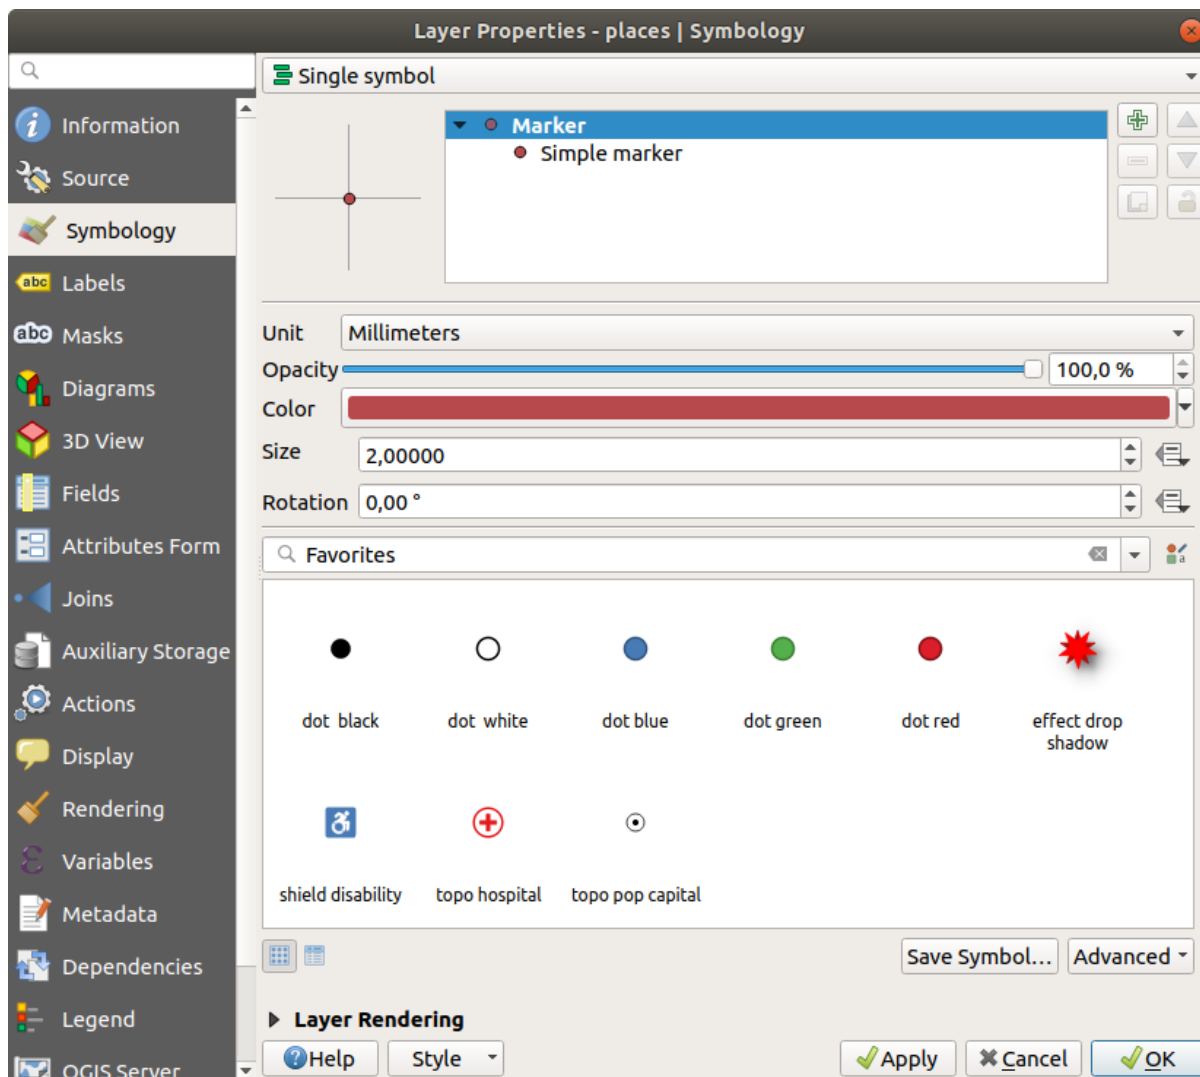 Layer Properties - places | Symbology
Single symbol
Information
Source
Symbology
Labels
Masks
Diagrams
3D View
Fields
Attributes Form
Joins
Auxiliary Storage
Actions
Display
Rendering
Variables
Metadata
Dependencies
Legend
QGIS Server
abc
abc
Marker
Simple marker
Unit Millimeters
Opacity 100,0 %
Color
Size 2,00000
Rotation 0,00 °
Favorites
a
dot black dot white dot blue dot green dot red effect drop
shadow
shield disability topo hospital topo pop capital
Save Symbol... Advanced
Layer Rendering
Help Style Apply Cancel OK